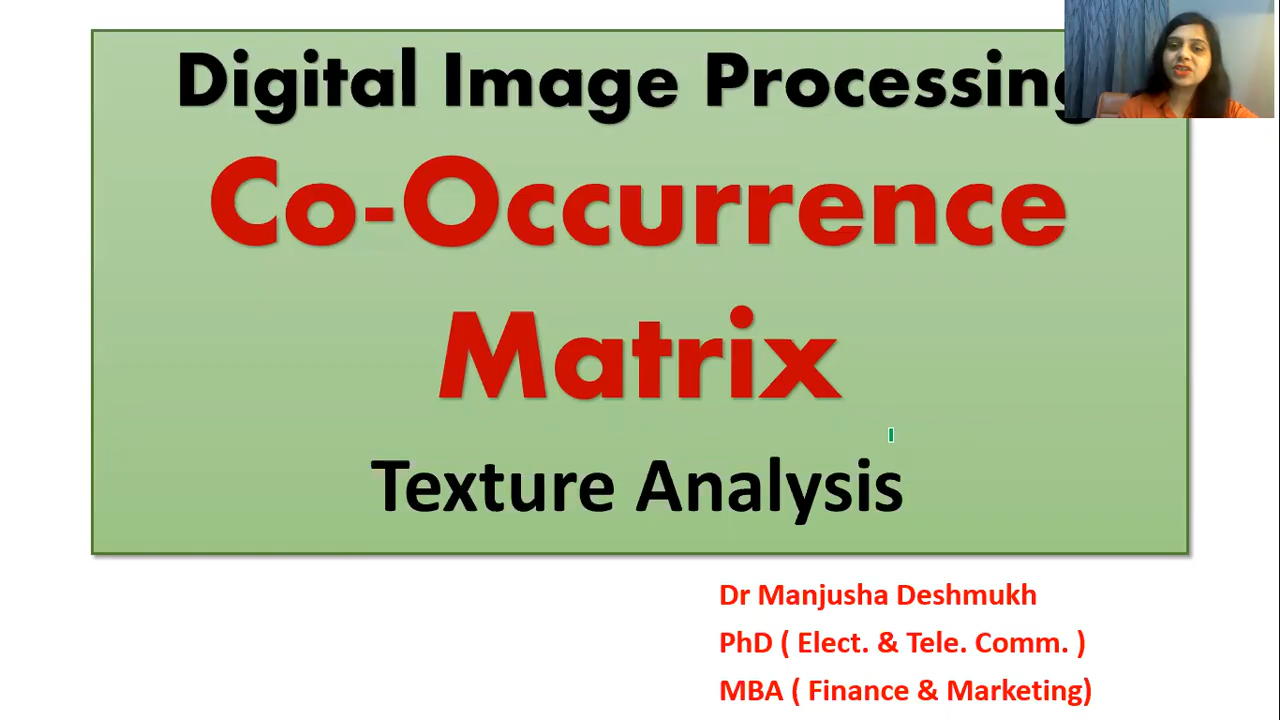 Digital Image Processing
Co-Occurrence
Matrix
Texture Analysis
Dr Manjusha Deshmukh
PhD ( Elect. & Tele. Comm. )
MBA ( Finance & Marketing)